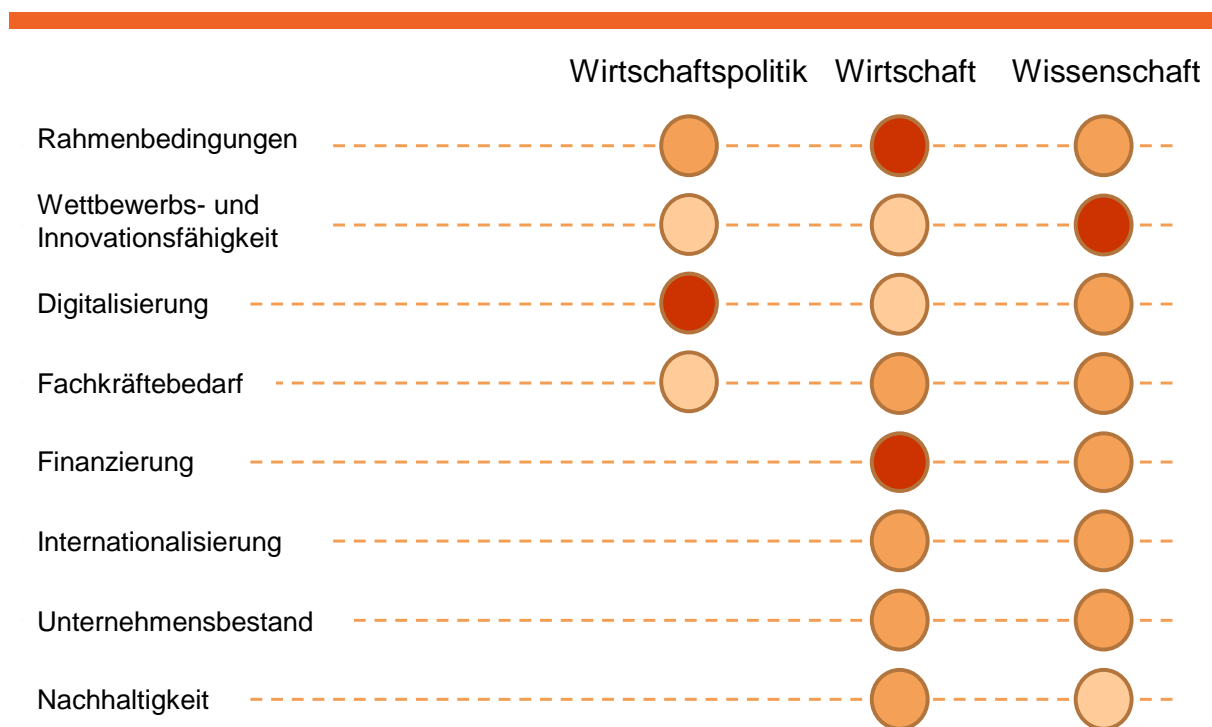 Wirtschaftspolitik Wirtschaft Wissenschaft
Rahmenbedingungen
Wettbewerbs- und
Innovationsfähigkeit
Digitalisierung
Fachkräftebedarf
Finanzierung
Internationalisierung
Unternehmensbestand
Nachhaltigkeit